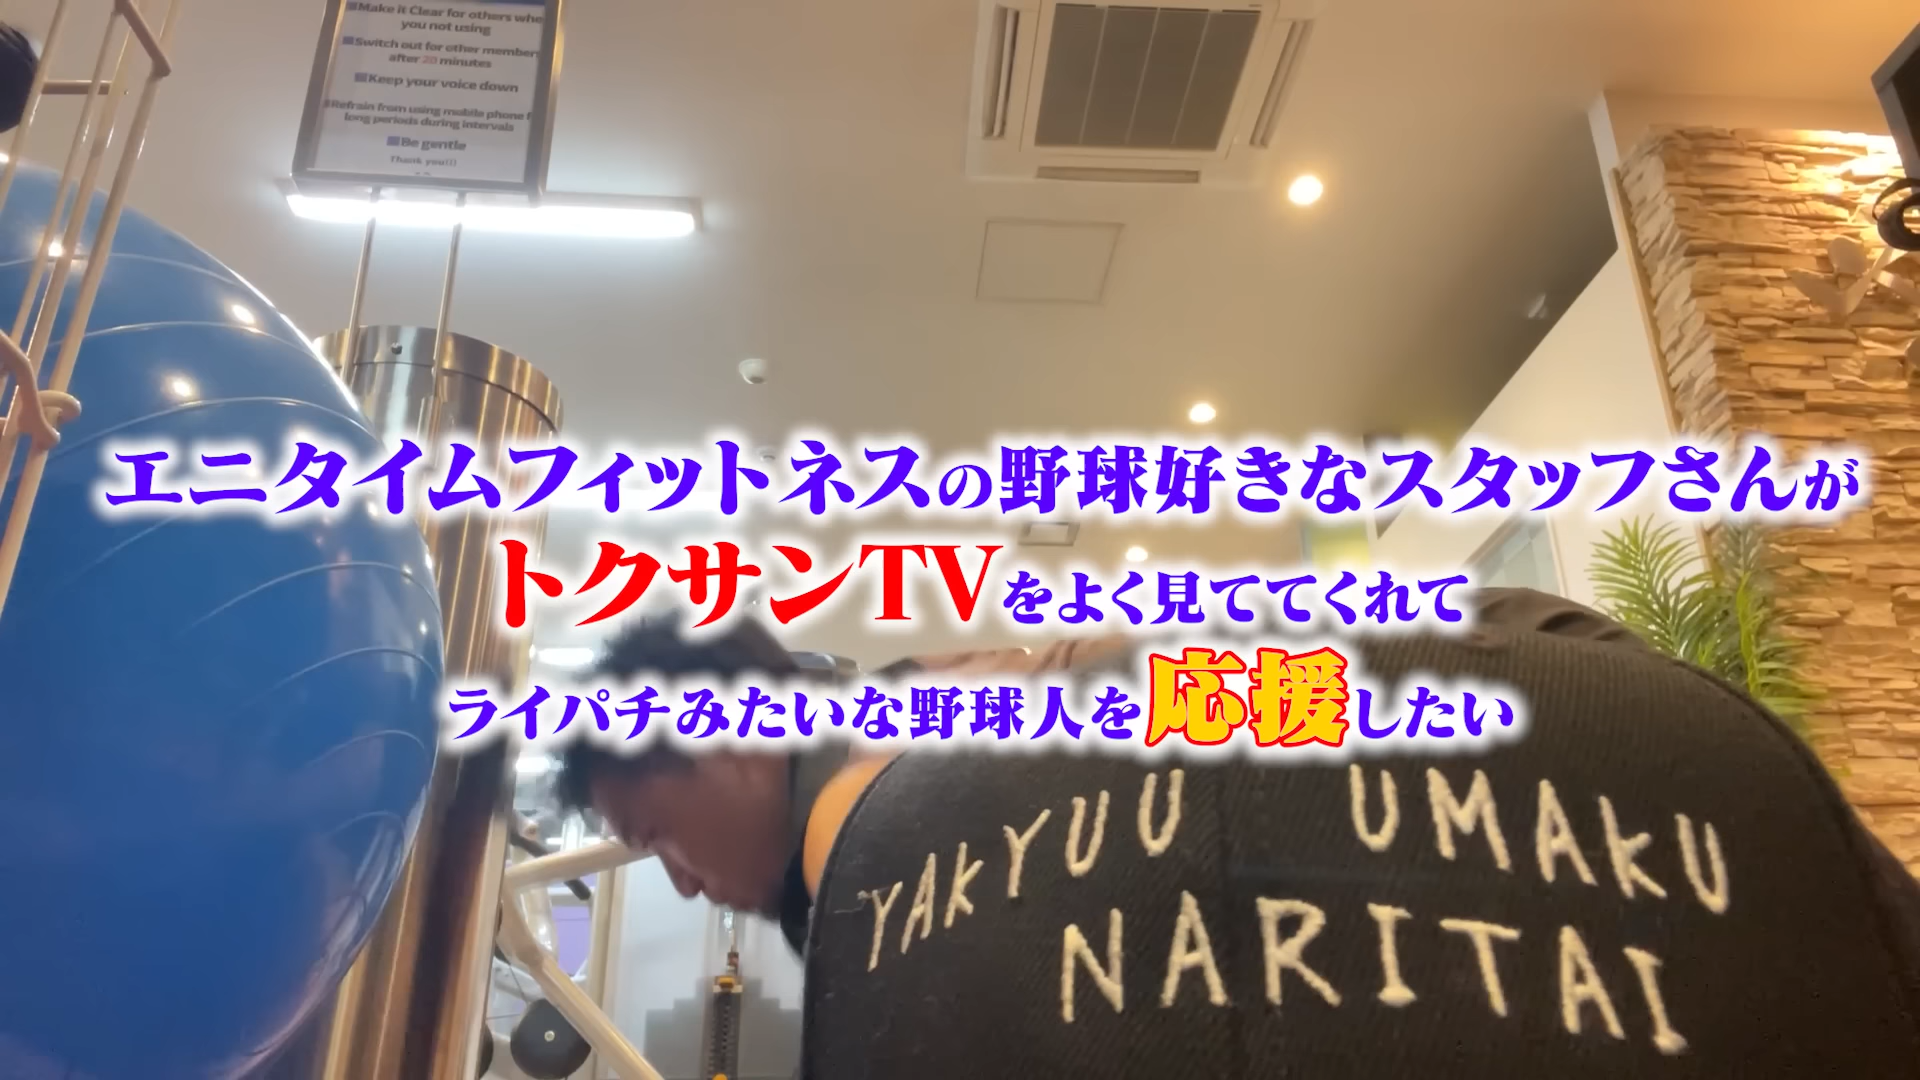 Make it Clear for others whe
you not using
Switch out for other member
after 20 minutes
Keep your voice down
Refrain from using mobile phone f
long periods during intervals
Be gentle
Thank you!!!
エニタイムフィットネスの野球好きなスタッフさんが
トクサンTVをよく見ててくれて
ライパチみたいな野球人を応援したい
YAKYUU UMAKU
NARITAI